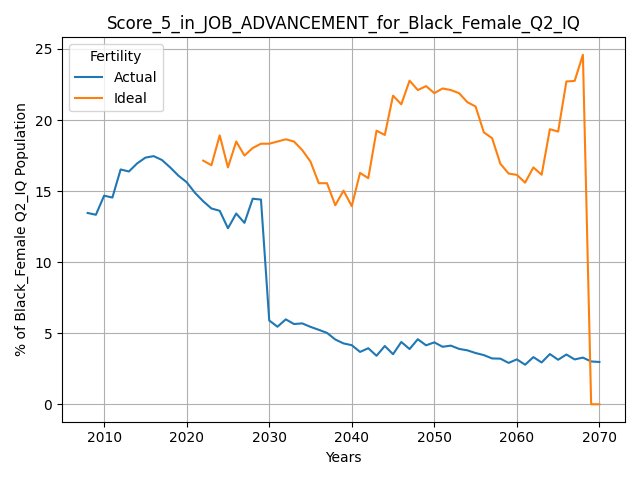 Score_5_in_JOB_ADVANCEMENT_for_Black_Female_Q2_IQ
Fertility
Actual
Ideal
% of Black_Female Q2_IQ Population
25
20
15
10
5
0
2010 2020 2030 2040 2050 2060 2070
Years